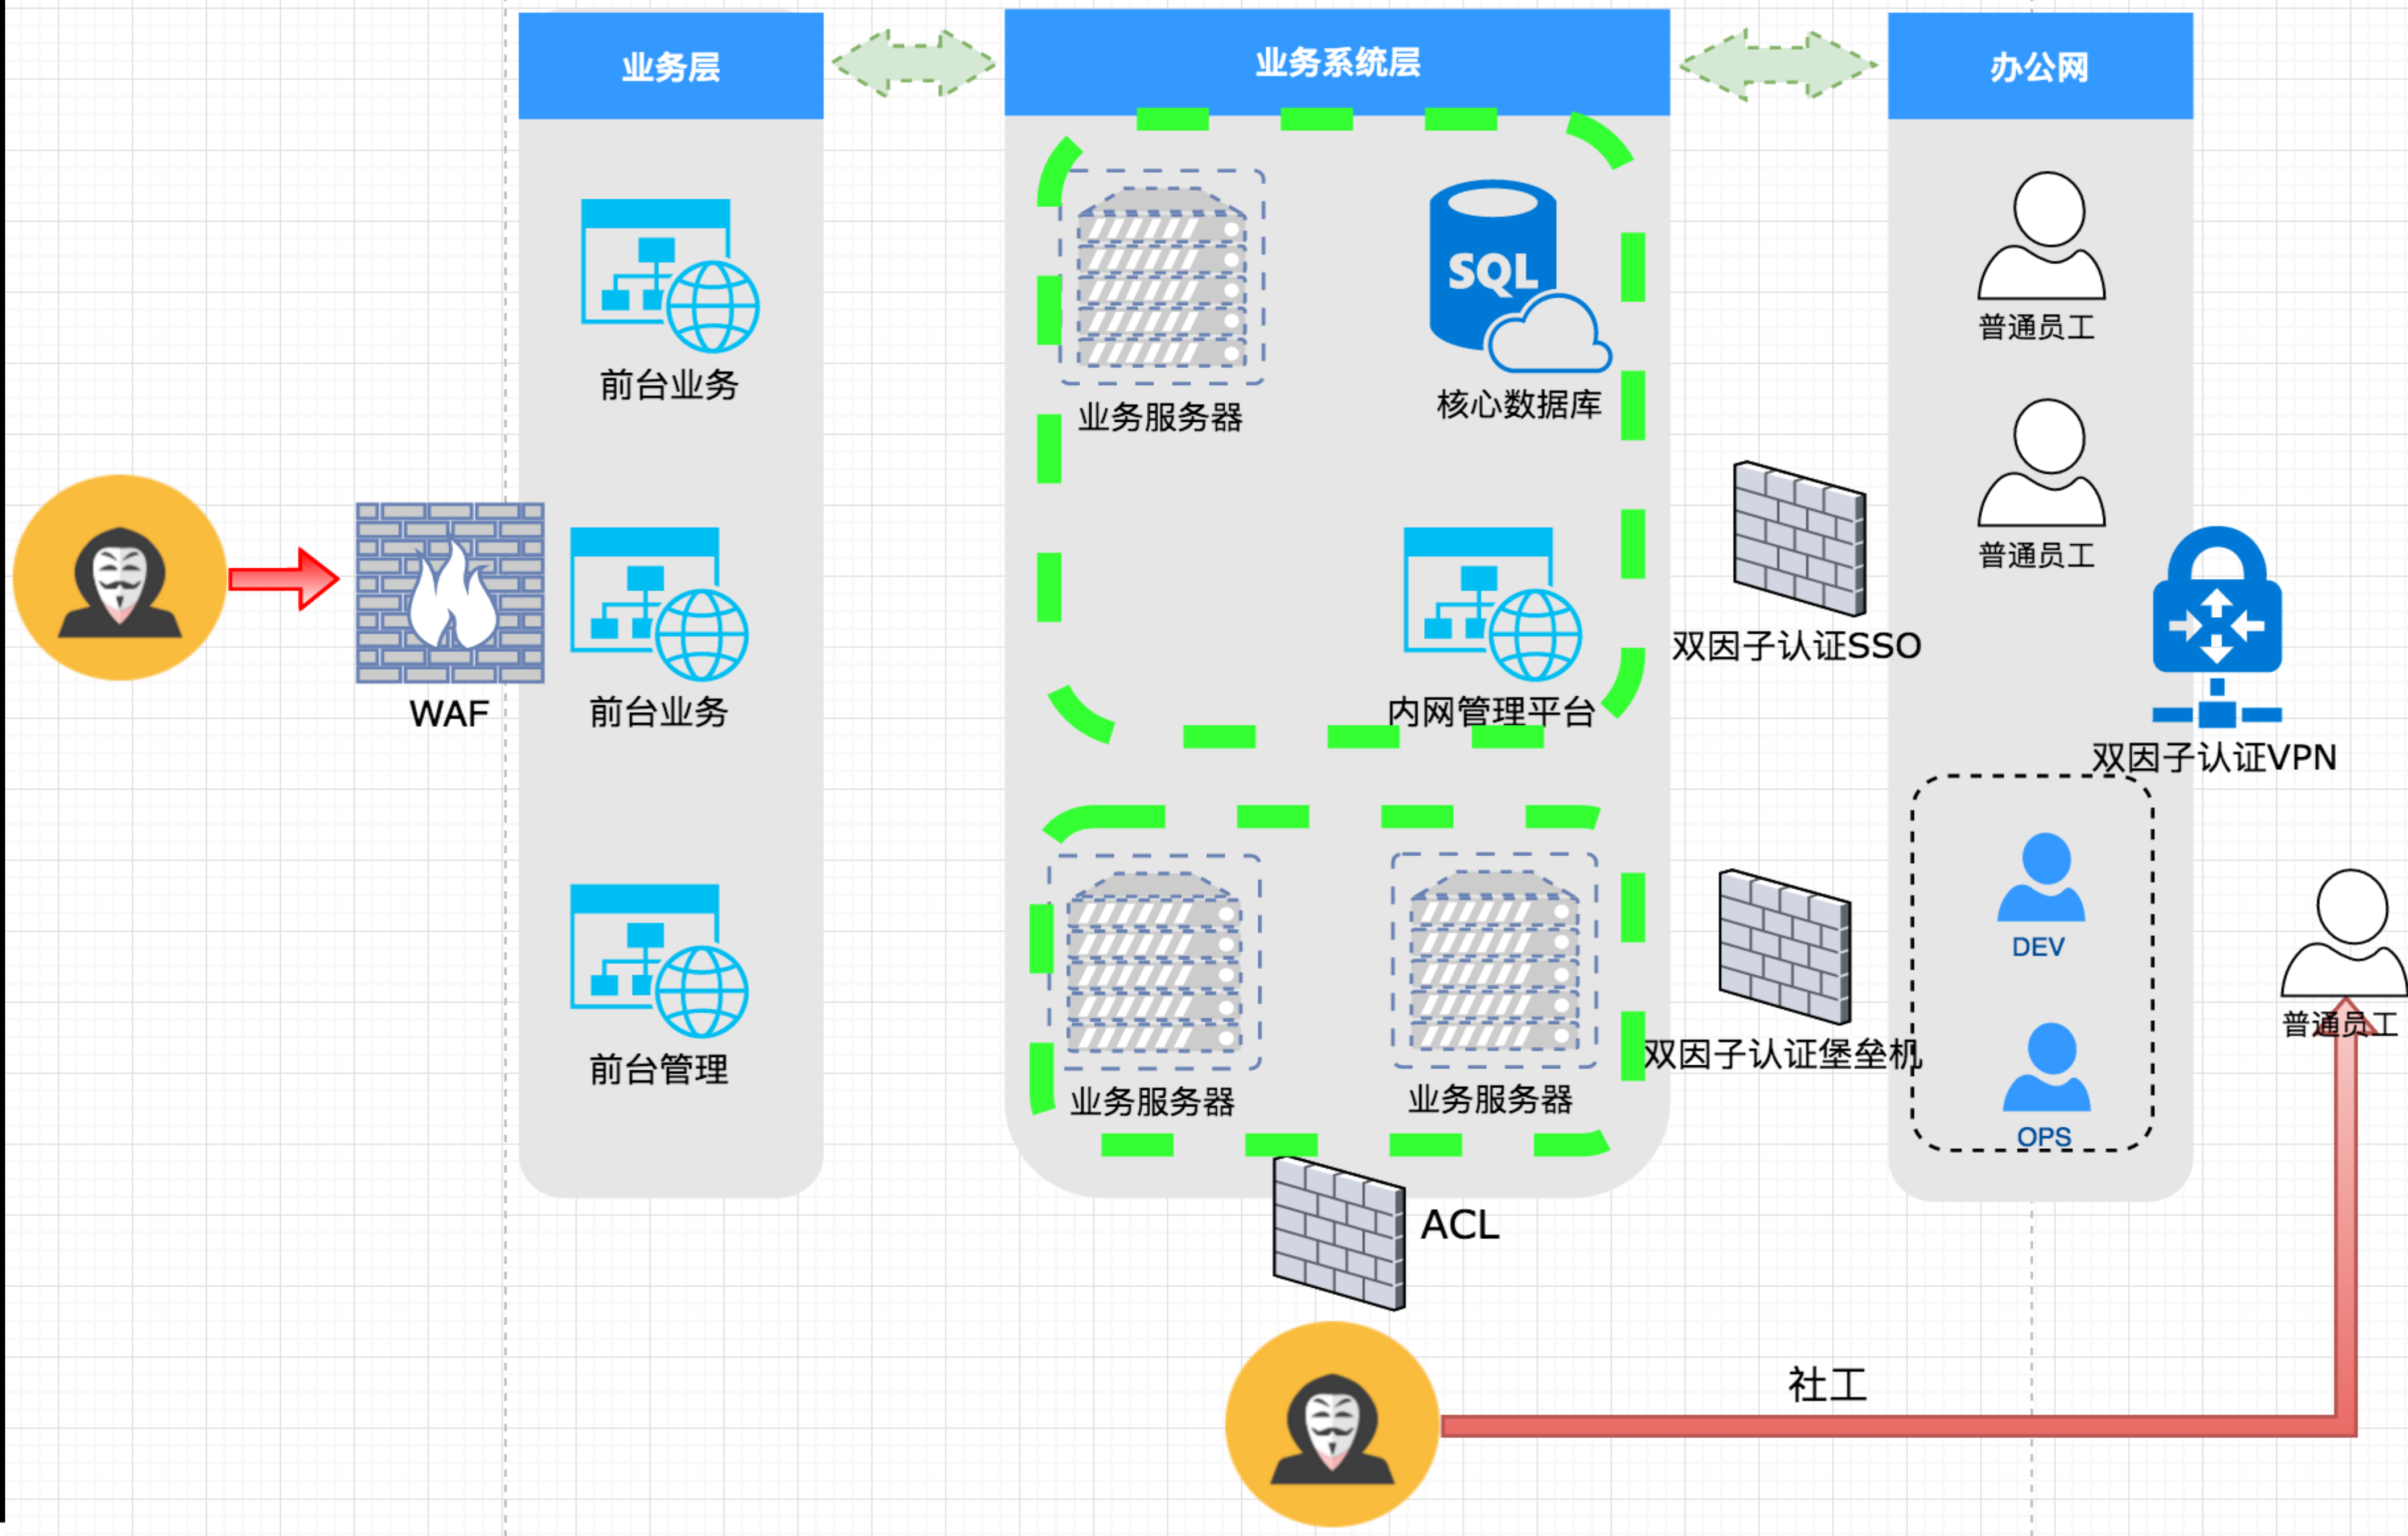 业务层
业务系统层
办公网
前台业务
业务服务器
SQL
核心数据库
普通员工
普通员工
WAF
前台业务
内网管理平台
双因子认证SSO
双因子认证VPN
前台管理
业务服务器
业务服务器
双因子认证堡垒机
DEV
OPS
普通员工
ACL
社工